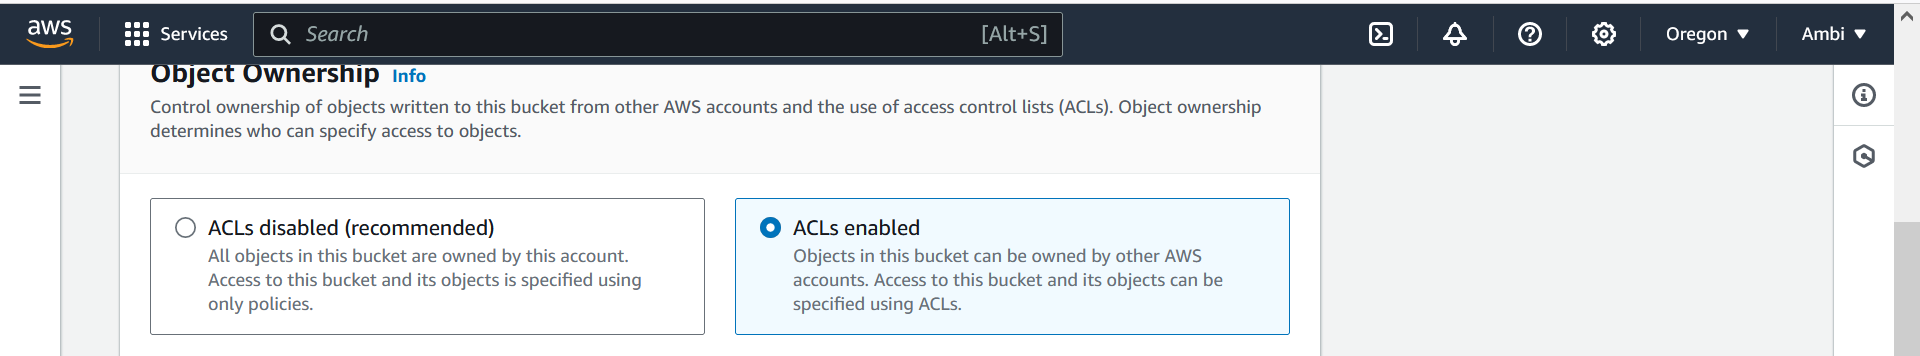 aws Services Search [Alt+S] Oregon Ambi
Object Ownership Info
Control ownership of objects written to this bucket from other AWS accounts and the use of access control lists (ACLs). Object ownership
determines who can specify access to objects.
ACLs disabled (recommended)
All objects in this bucket are owned by this account.
Access to this bucket and its objects is specified using
only policies.
ACLs enabled
Objects in this bucket can be owned by other AWS
accounts. Access to this bucket and its objects can be
specified using ACLs.